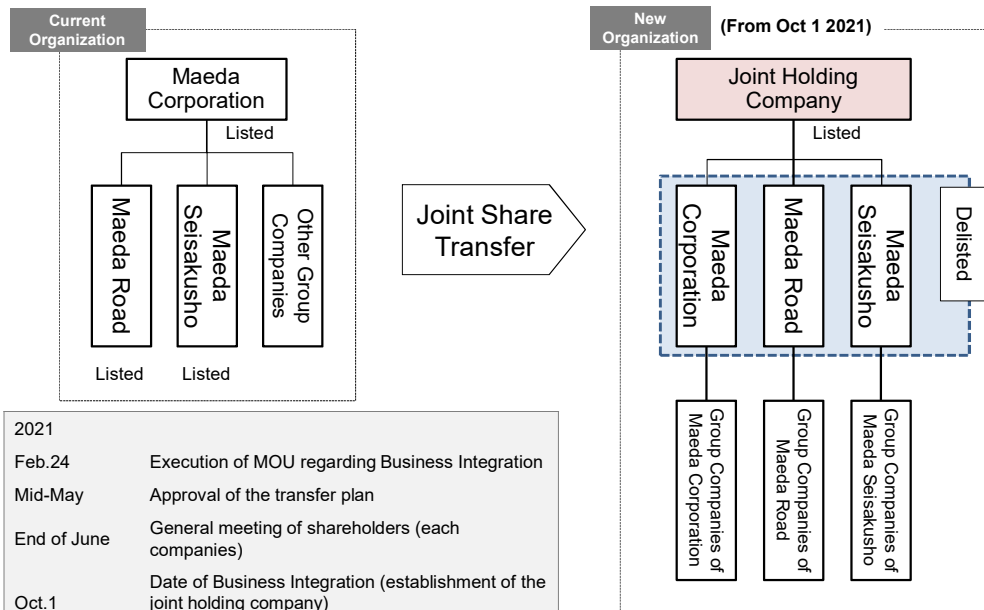 Current
Organization
Maeda
Corporation
Listed
Maeda Road
Maeda
Seisakusho
Other Group
Companies
Listed
Listed
Joint Share
Transfer
New
Organization
(From Oct 1 2021)
Joint Holding
Company
Listed
Maeda
Corporation
Maeda Road
Maeda
Seisakusho
Delisted
Group Companies of
Maeda Corporation
Group Companies of
Maeda Road
Group Companies of
Maeda Seisakusho
2021
Feb.24 Execution of MOU regarding Business Integration
Mid-May Approval of the transfer plan
End of June General meeting of shareholders (each
companies)
Oct.1 Date of Business Integration (establishment of the
joint holding company)